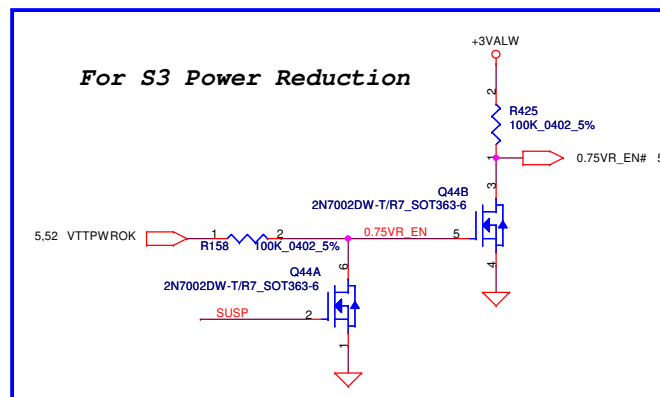 +3VALW
For S3 Power Reduction
2
R425
100K_0402_5%
1
0.75VR_EN# 5
Q44B
3
2N7002DW-T/R7_SOT363-6
5,52 VTTPWROK
1
2
0.75VR_EN
5
R158
100K_0402_5%
4
Q44A
6
2N7002DW-T/R7_SOT363-6
SUSP
2
1